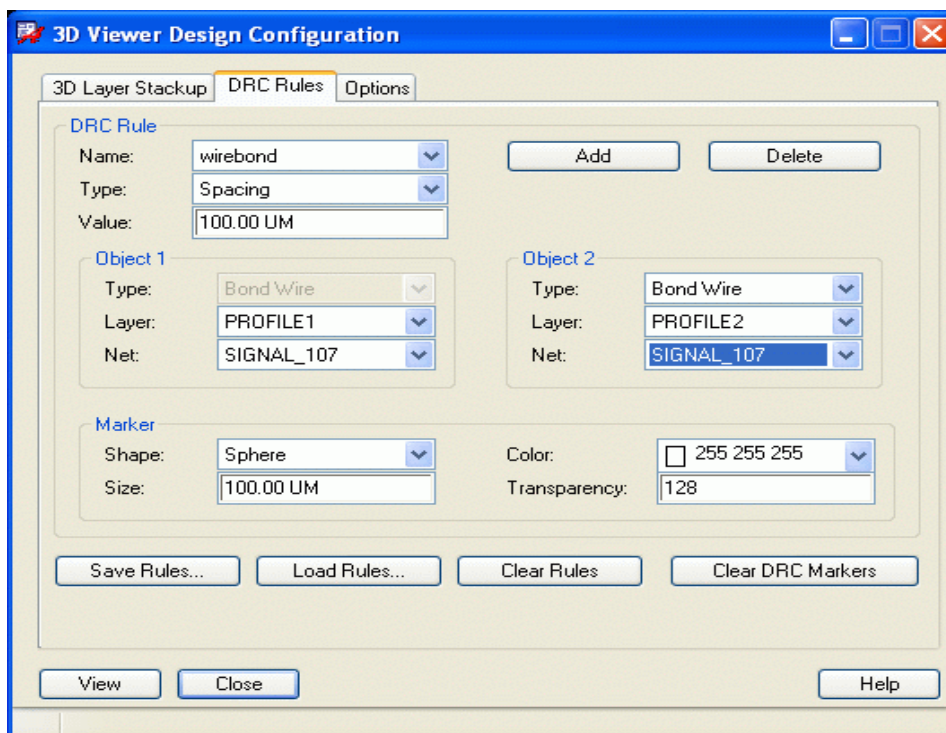 3D Viewer Design Configuration
3D Layer Stackup DRC Rules Options
DRC Rule
Name: wirebond Add Delete
Type: Spacing
Value: 100.00 UM
Object 1 Object 2
Type: Bond Wire Type: Bond Wire
Layer: PROFILE1 Layer: PROFILE2
Net: SIGNAL_107 Net: SIGNAL_107
Marker
Shape: Sphere Color: 255 255 255
Size: 100.00 UM Transparency: 128
Save Rules... Load Rules... Clear Rules Clear DRC Markers
View Close Help